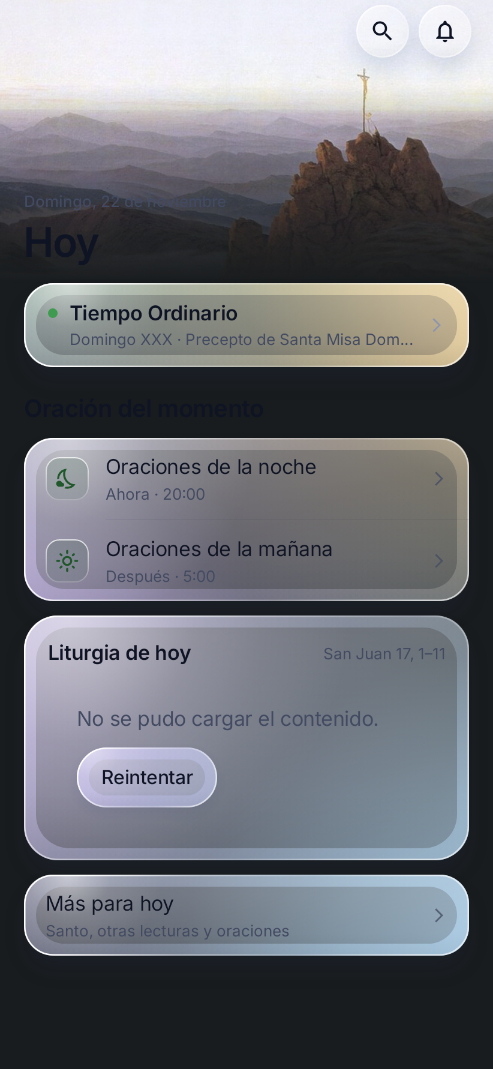 Domingo, 22 de noviembre
Hoy
Tiempo Ordinario
Domingo XXX · Precepto de Santa Misa Dom...
Oración del momento
Oraciones de la noche
Ahora · 20:00
Oraciones de la mañana
Después · 5:00
Liturgia de hoy
San Juan 17, 1–11
No se pudo cargar el contenido.
Reintentar
Más para hoy
Santo, otras lecturas y oraciones